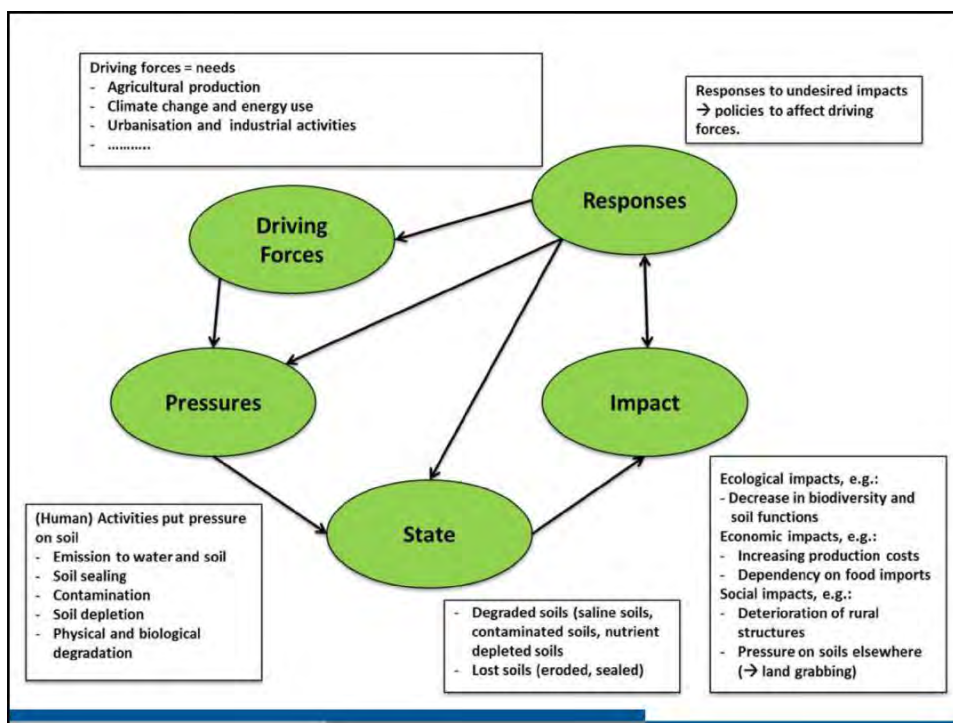 Driving forces = needs
- Agricultural production
- Climate change and energy use
- Urbanisation and industrial activities
- ...........
Responses to undesired impacts
→ policies to affect driving
forces.
Responses
Driving
Forces
Pressures
Impact
State
(Human) Activities put pressure
on soil
- Emission to water and soil
- Soil sealing
- Contamination
- Soil depletion
- Physical and biological
degradation
- Degraded soils (saline soils,
contaminated soils, nutrient
depleted soils
- Lost soils (eroded, sealed)
Ecological impacts, e.g.:
- Decrease in biodiversity and
soil functions
Economic impacts, e.g.:
- Increasing production costs
- Dependency on food imports
Social impacts, e.g.:
- Deterioration of rural
structures
- Pressure on soils elsewhere
(→ land grabbing)